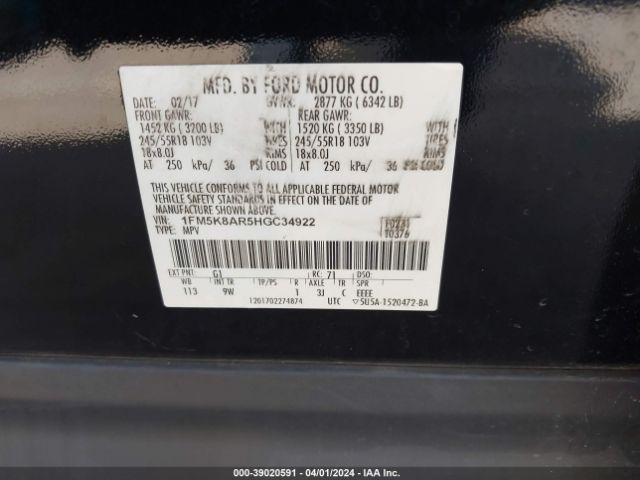 MFD. BY FORD MOTOR CO.
DATE: 02/17 GVWR: 2877 KG ( 6342 LB)
FRONT GAWR: REAR GAWR:
1452 KG ( 3200 LB) WITH 1520 KG ( 3350 LB) WITH
245/55R18 103V TIRES 245/55R18 103V TIRES
18x8.0J RIMS 18x8.0J RIMS
AT 250 kPa/ 36 PSI COLD AT 250 kPa/ 36 PSI COLD
THIS VEHICLE CONFORMS TO ALL APPLICABLE FEDERAL MOTOR
VEHICLE SAFETY STANDARDS IN EFFECT ON THE DATE OF
MANUFACTURE SHOWN ABOVE.
VIN: 1FM5K8AR5HGC34922
TYPE: MPV T0376
EXT PNT: G1 RC: 71 DSO:
WB INT TR TP/PS R AXLE TR SPR
113 9W 1 3J C EEEE
1201702274874 UTC ▽5U5A-1520472-BA
000-39020591 - 04/01/2024 - IAAI.COM